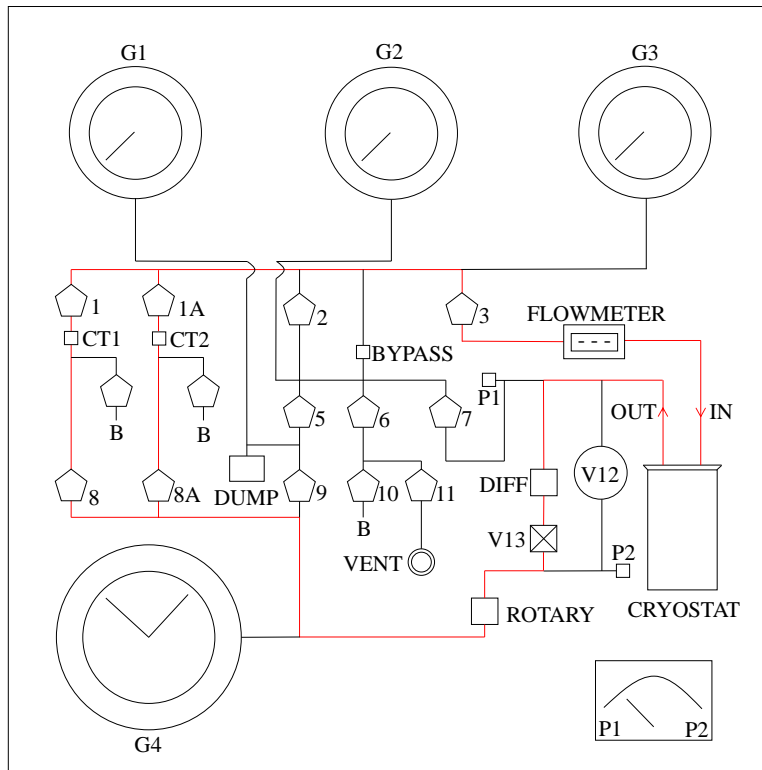 G1 G2 G3
1 1A 2 3 FLOWMETER
CT1 CT2 BYPASS
P1
B B 5 6 7 OUT IN
8 8A DUMP 9 10 11 DIFF V12
B
V13 P2
VENT
ROTARY CRYOSTAT
P1 P2
G4